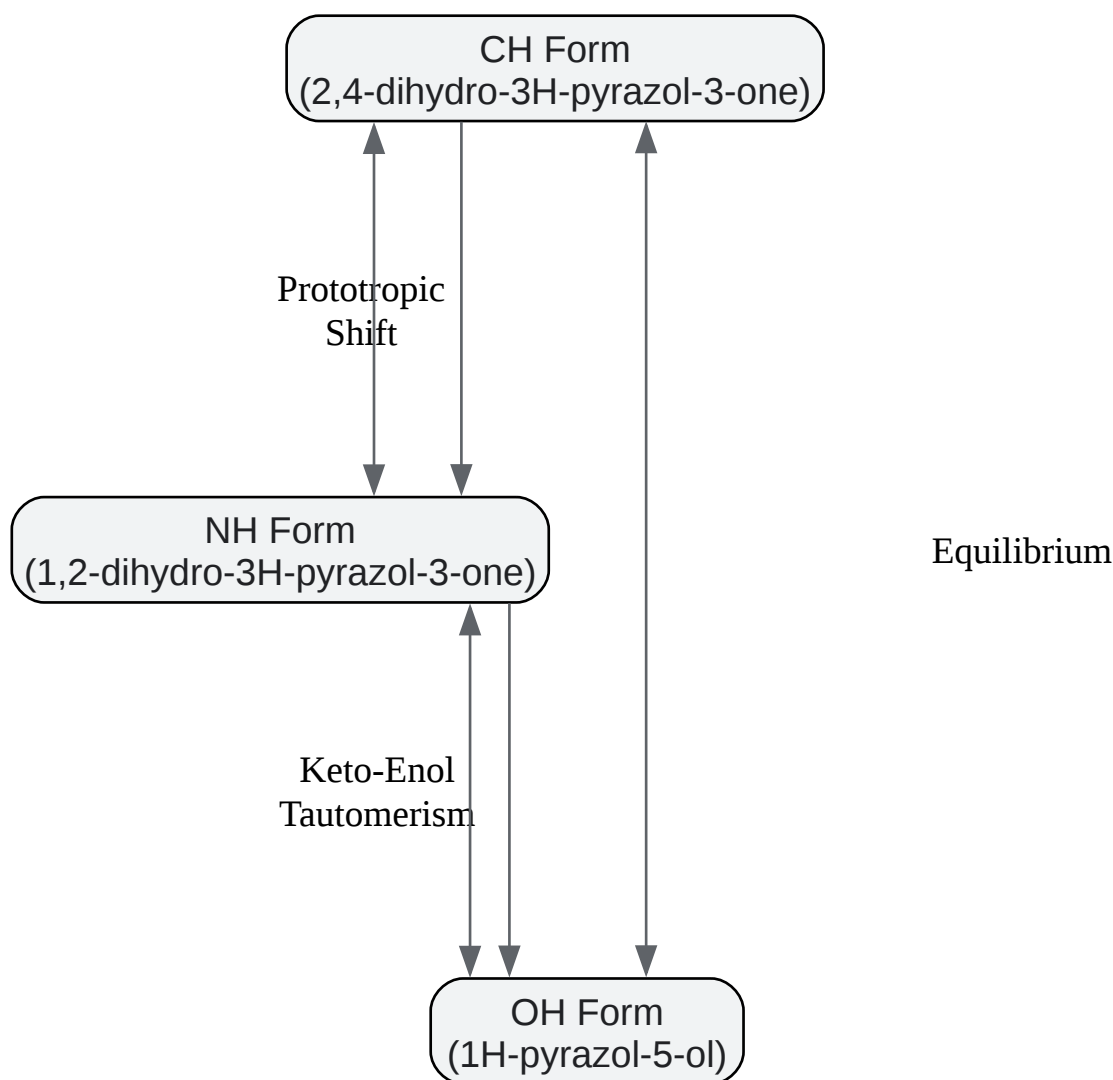 CH Form
(2,4-dihydro-3H-pyrazol-3-one)
Prototropic
Shift
NH Form
(1,2-dihydro-3H-pyrazol-3-one)
Equilibrium
Keto-Enol
Tautomerism
OH Form
(1H-pyrazol-5-ol)